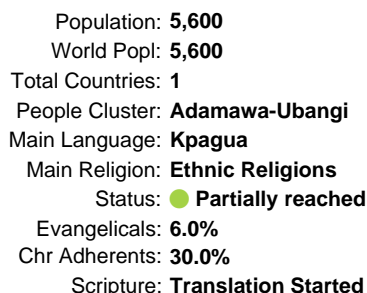 Population: 5,600
World Popl: 5,600
Total Countries: 1
People Cluster: Adamawa-Ubangi
Main Language: Kpagua
Main Religion: Ethnic Religions
Status: Partially reached
Evangelicals: 6.0%
Chr Adherents: 30.0%
Scripture: Translation Started